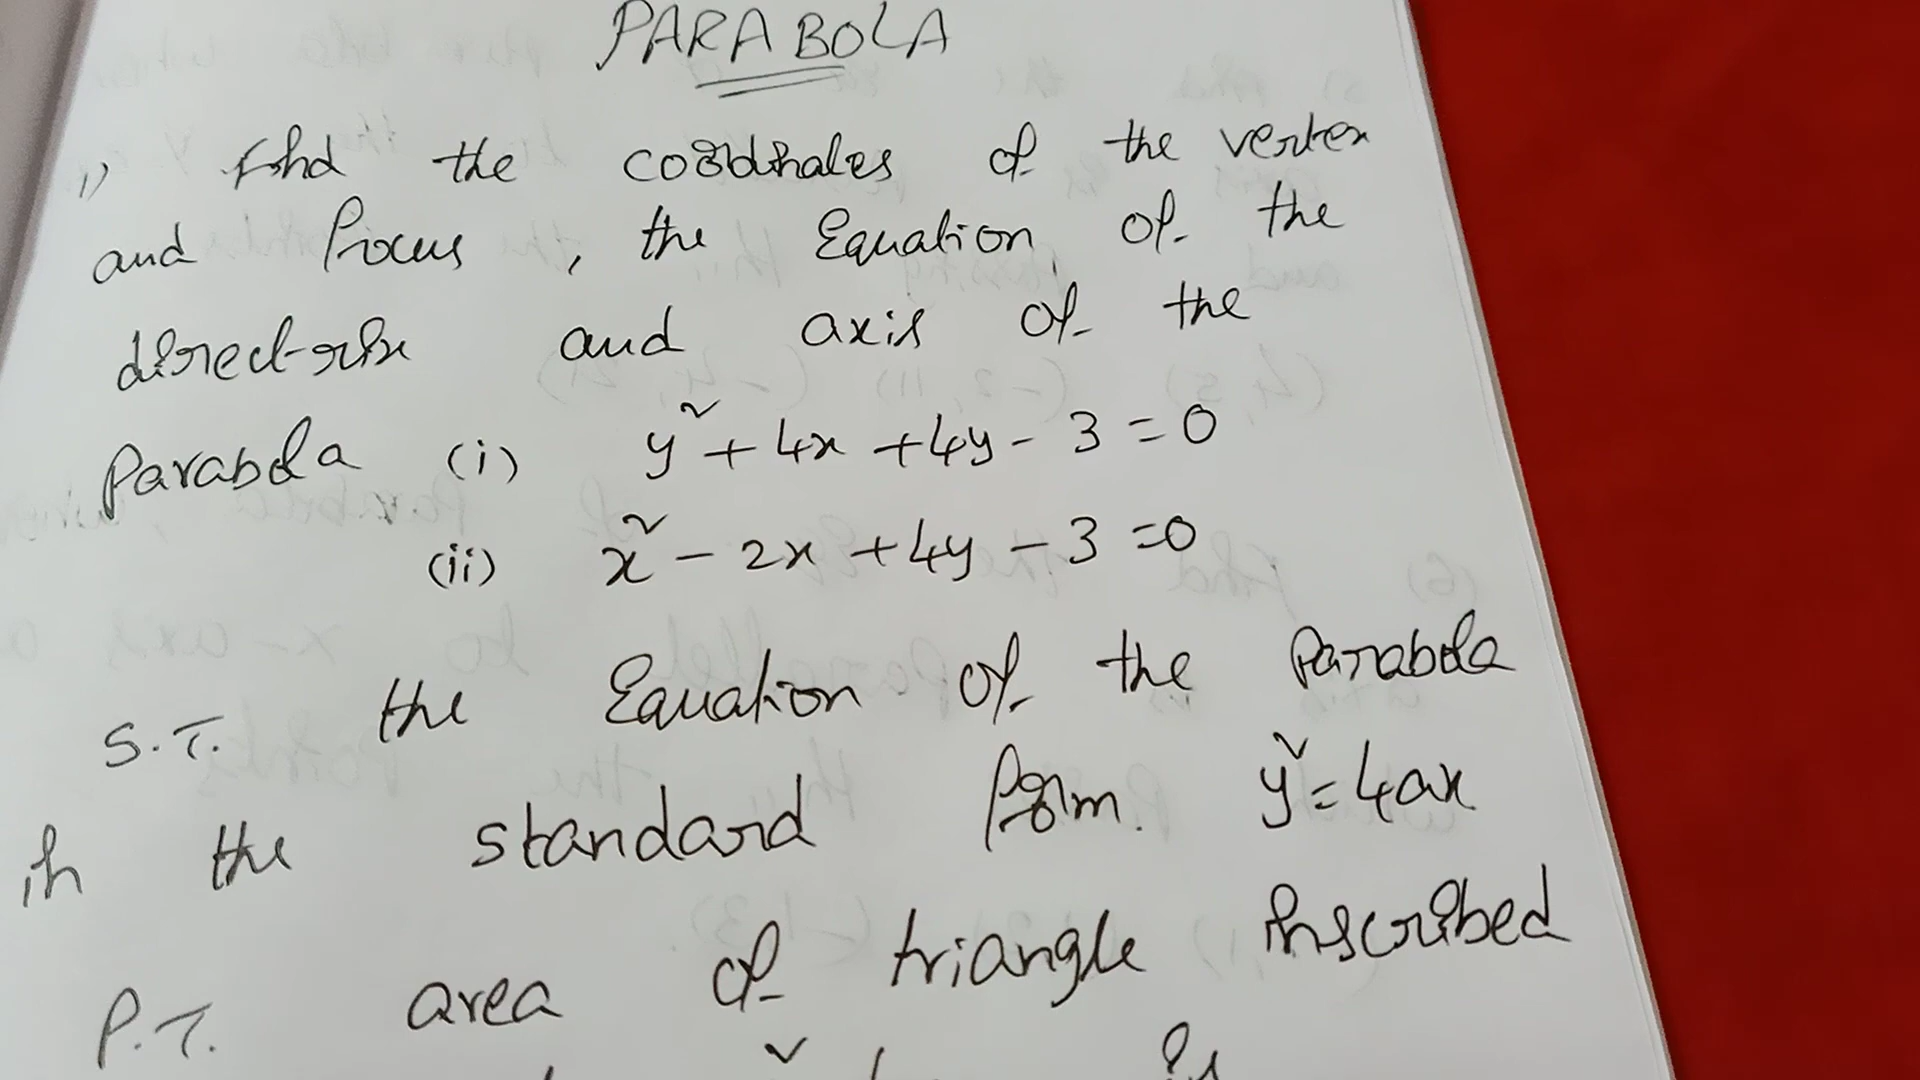 PARABOLA
1) Find the coordinates of the vertex
and focus, the Equation of the
directrix and axis of the
Parabola (i) y² + 4x + 4y - 3 = 0
(ii) x² - 2x + 4y - 3 = 0
S.T. the Equation of the Parabola
in the standard form. y² = 4ax
P.T. area of triangle inscribed